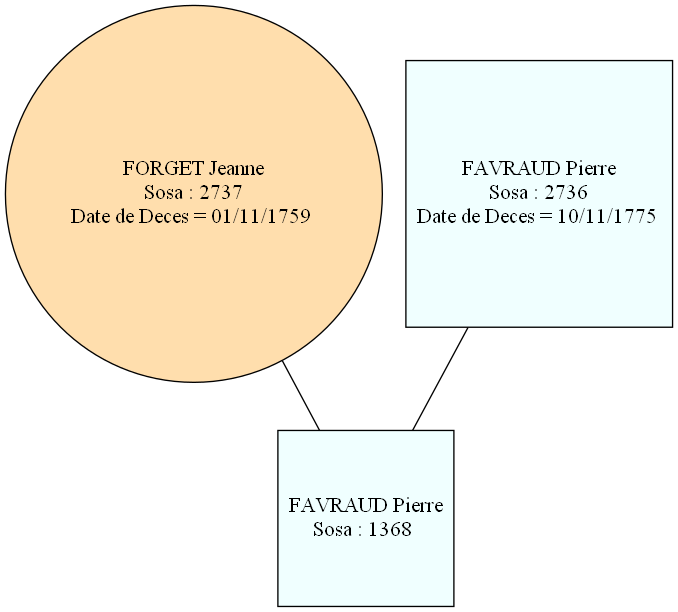 FORGET Jeanne
Sosa : 2737
Date de Deces = 01/11/1759
FAVRAUD Pierre
Sosa : 2736
Date de Deces = 10/11/1775
FAVRAUD Pierre
Sosa : 1368